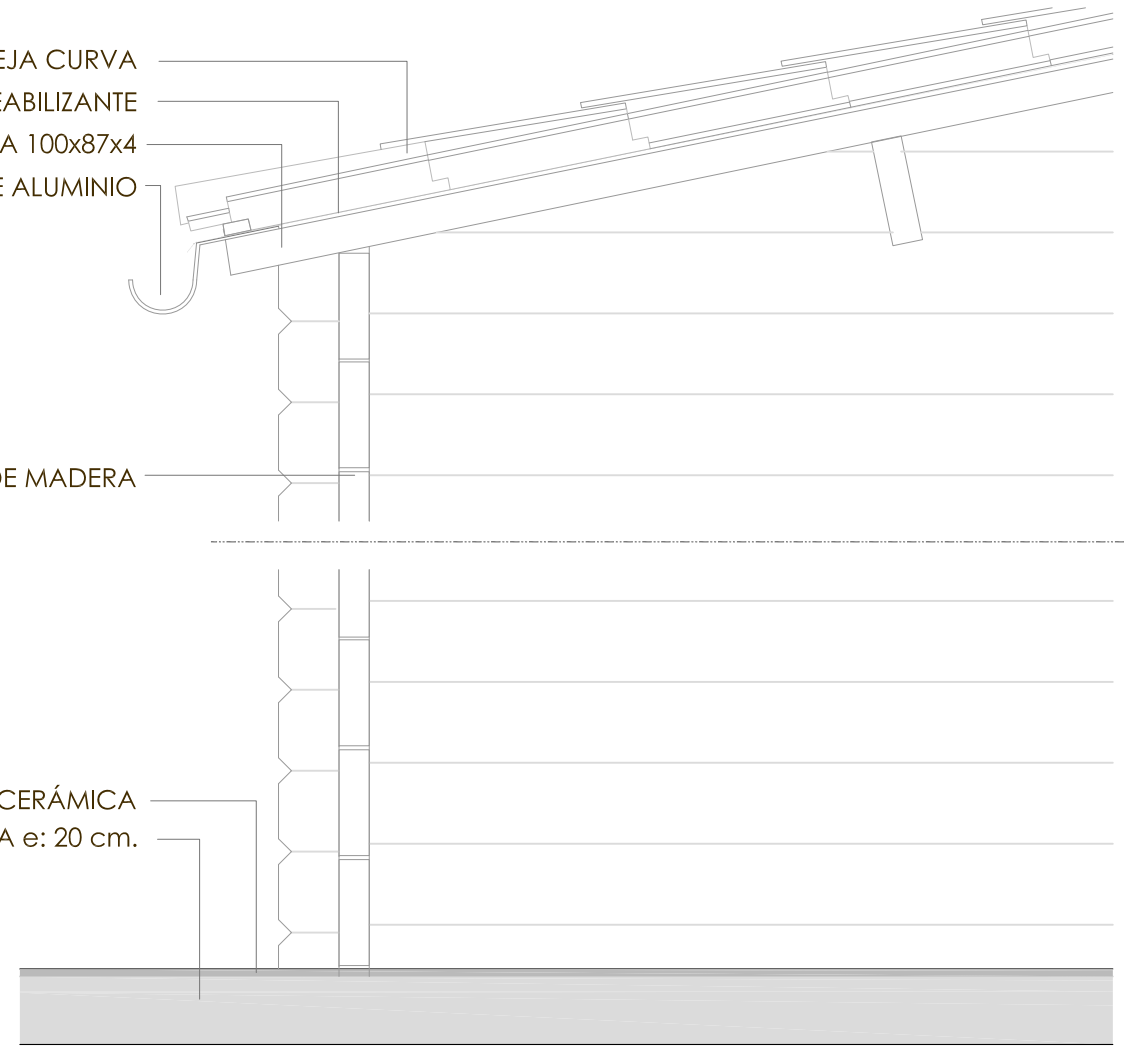 EJA CURVA
EABILIZANTE
A 100x87x4
E ALUMINIO
DE MADERA
CERÁMICA
A e: 20 cm.